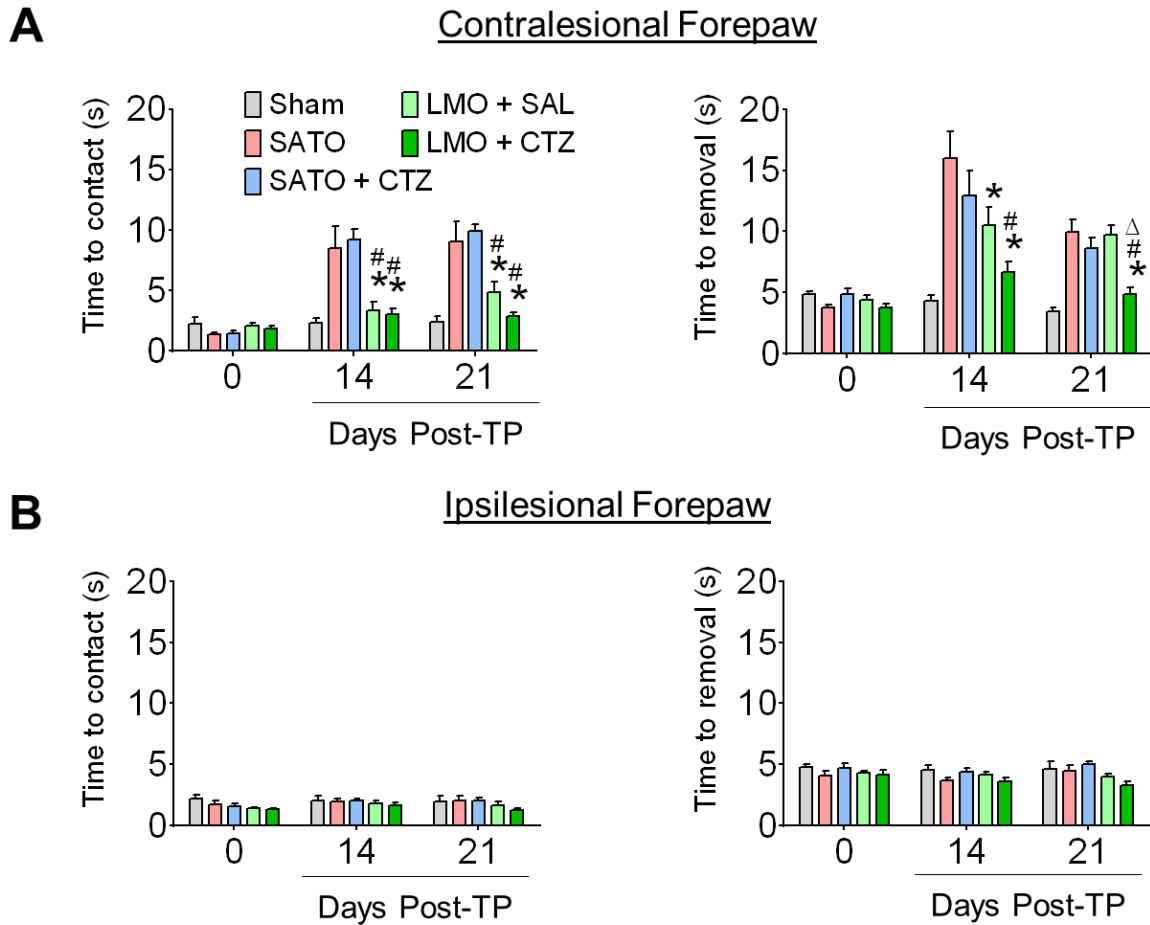 A
Contralesional Forepaw
Time to contact (s)
20
15
10
5
0
Sham
SATO
SATO + CTZ
LMO + SAL
LMO + CTZ
#
*
#
*
#
*
#
*
0
14
21
Days Post-TP
Time to removal (s)
20
15
10
5
0
*
#
*
Δ
#
*
0
14
21
Days Post-TP
B
Ipsilesional Forepaw
Time to contact (s)
20
15
10
5
0
0
14
21
Days Post-TP
Time to removal (s)
20
15
10
5
0
0
14
21
Days Post-TP